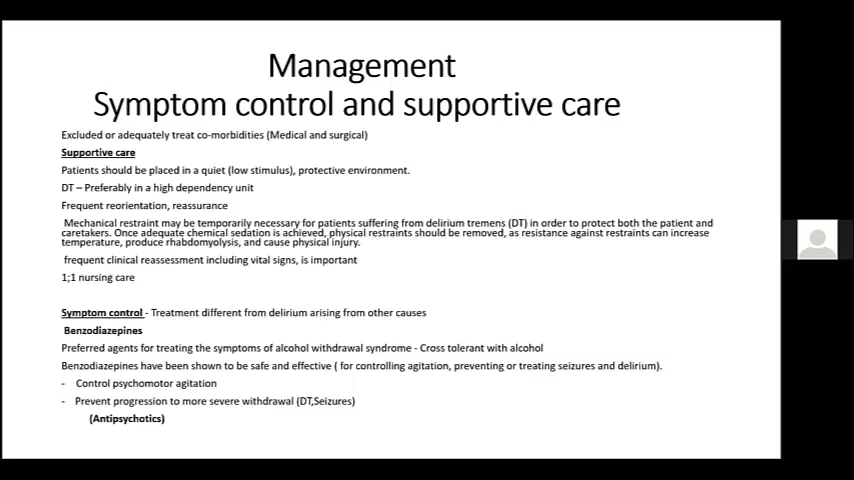 Management
Symptom control and supportive care
Excluded or adequately treat co-morbidities (Medical and surgical)
Supportive care
Patients should be placed in a quiet (low stimulus), protective environment.
DT – Preferably in a high dependency unit
Frequent reorientation, reassurance
Mechanical restraint may be temporarily necessary for patients suffering from delirium tremens (DT) in order to protect both the patient and
caretakers. Once adequate chemical sedation is achieved, physical restraints should be removed, as resistance against restraints can increase
temperature, produce rhabdomyolysis, and cause physical injury.
frequent clinical reassessment including vital signs, is important
1;1 nursing care
Symptom control - Treatment different from delirium arising from other causes
Benzodiazepines
Preferred agents for treating the symptoms of alcohol withdrawal syndrome - Cross tolerant with alcohol
Benzodiazepines have been shown to be safe and effective ( for controlling agitation, preventing or treating seizures and delirium).
- Control psychomotor agitation
- Prevent progression to more severe withdrawal (DT,Seizures)
(Antipsychotics)